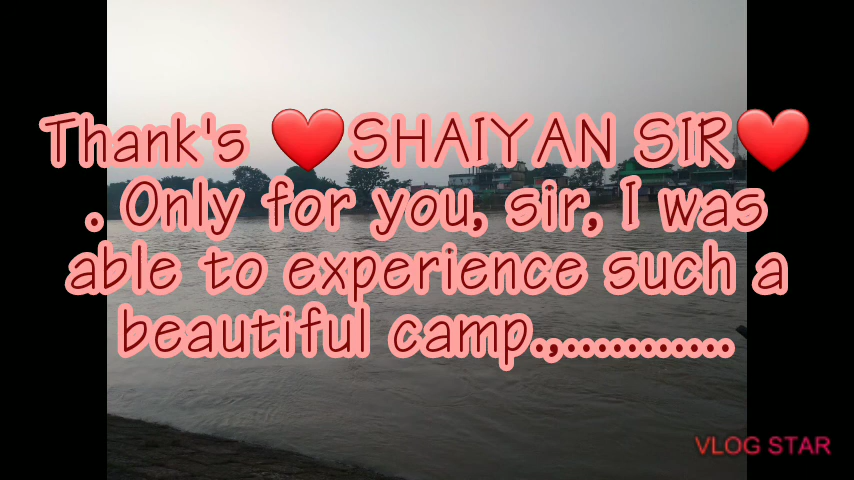 Thank's ❤️SHAIYAN SIR❤️
. Only for you, sir, I was
able to experience such a
beautiful camp.,...........
VLOG STAR